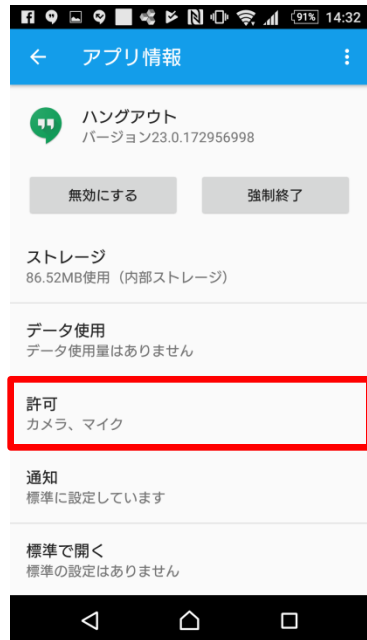 91% 14:32
アプリ情報
ハングアウト
バージョン23.0.172956998
無効にする 強制終了
ストレージ
86.52MB使用（内部ストレージ）
データ使用
データ使用量はありません
許可
カメラ、マイク
通知
標準に設定しています
標準で開く
標準の設定はありません